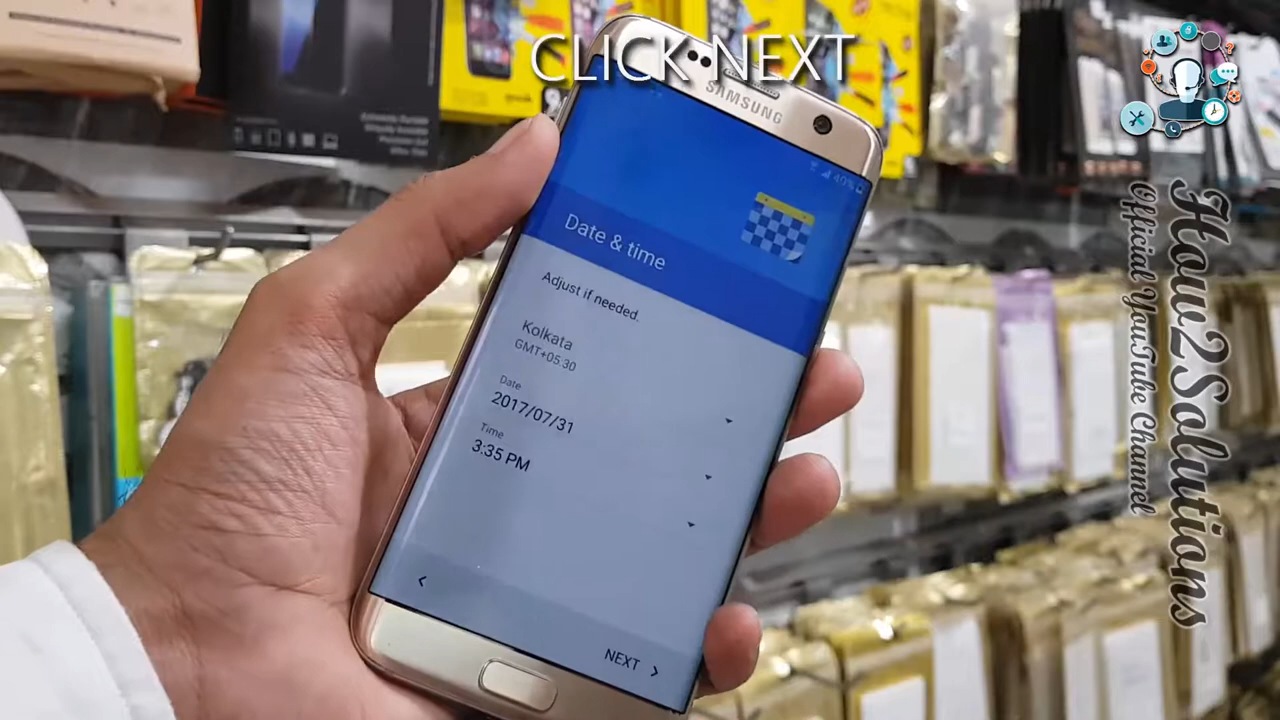 CLICK NEXT
SAMSUNG
40%
Date & time
Adjust if needed.
Kolkata
GMT+05:30
Date
2017/07/31
Time
3:35 PM
NEXT
How2Solutions
Official YouTube Channel